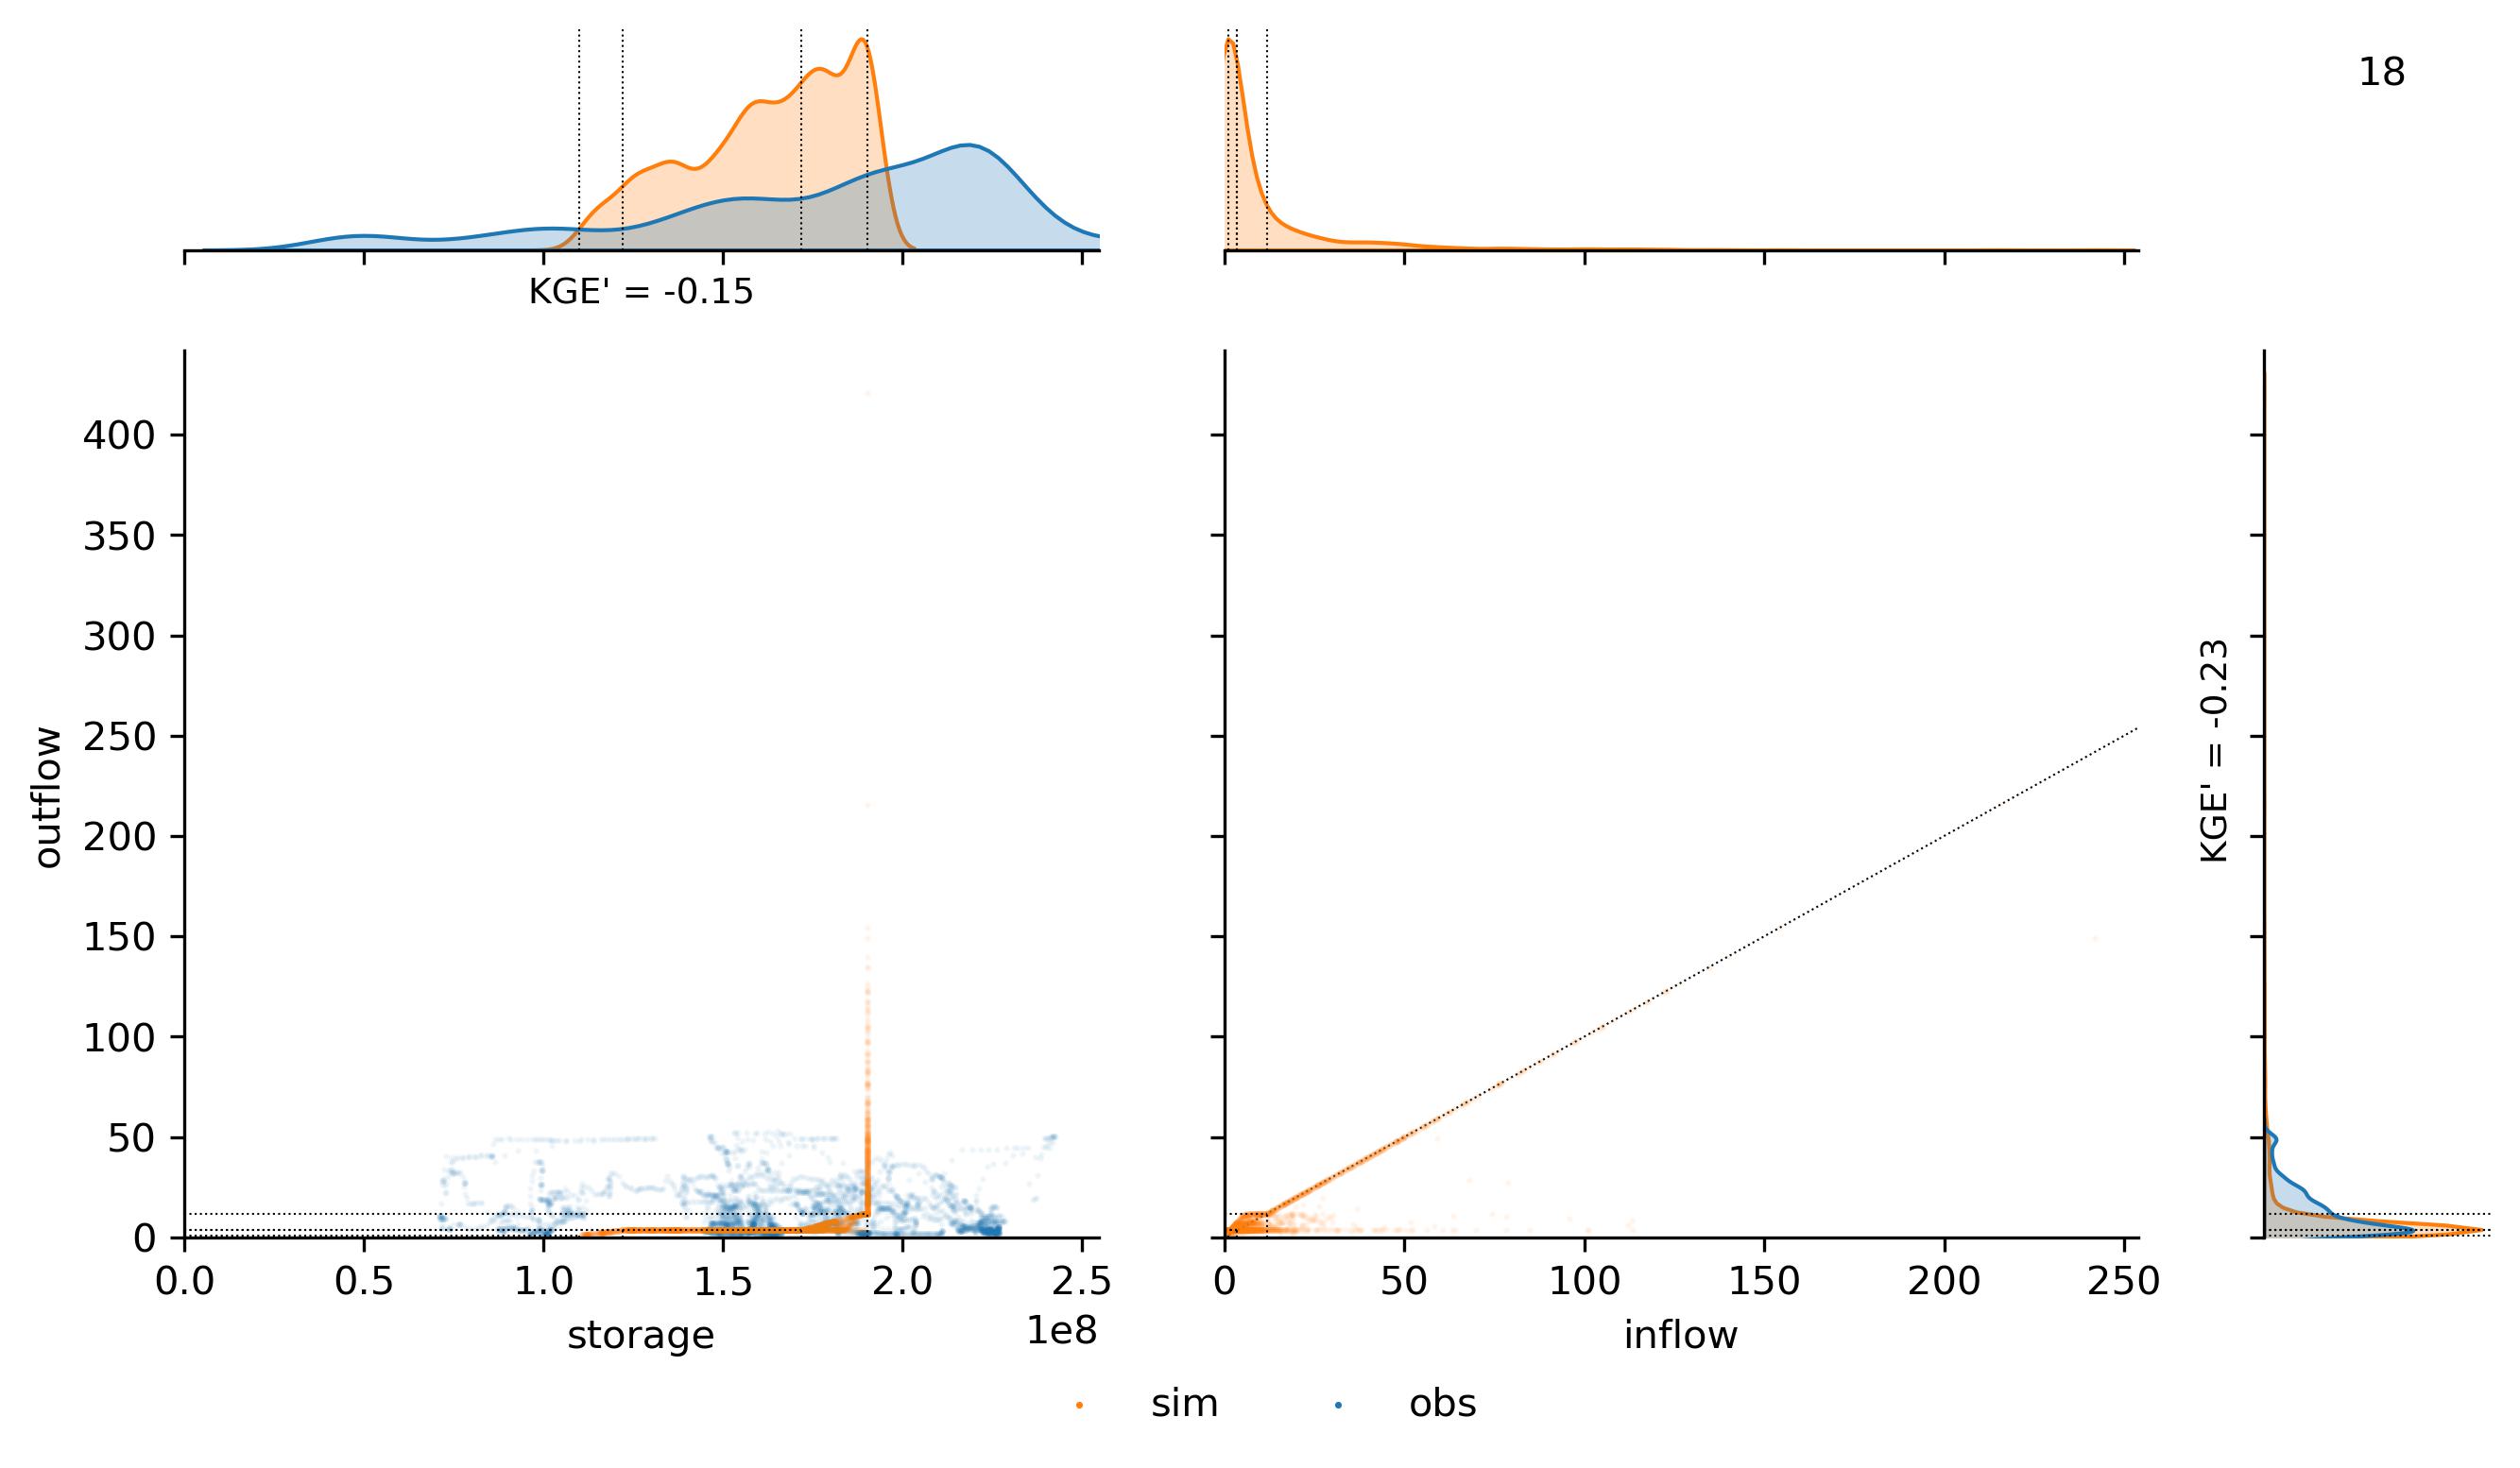 18
KGE' = -0.15
400
350
300
250
200
150
100
50
0
outflow
KGE' = -0.23
0.0 0.5 1.0 1.5 2.0 2.5
1e8
storage
0 50 100 150 200 250
inflow
sim obs